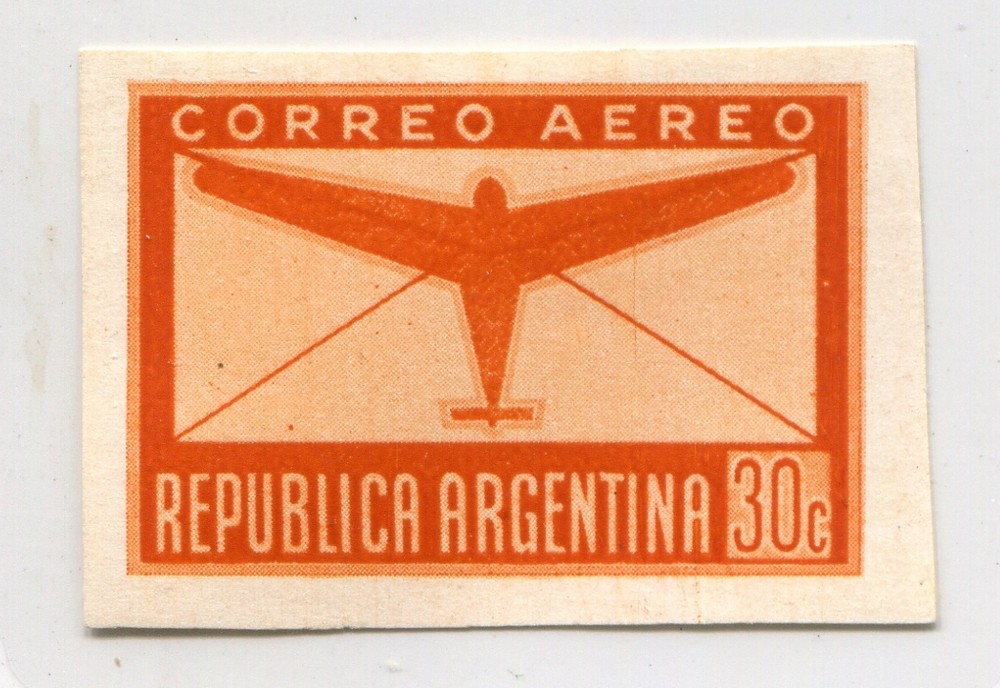 CORREO AEREO
REPUBLICA ARGENTINA 30c